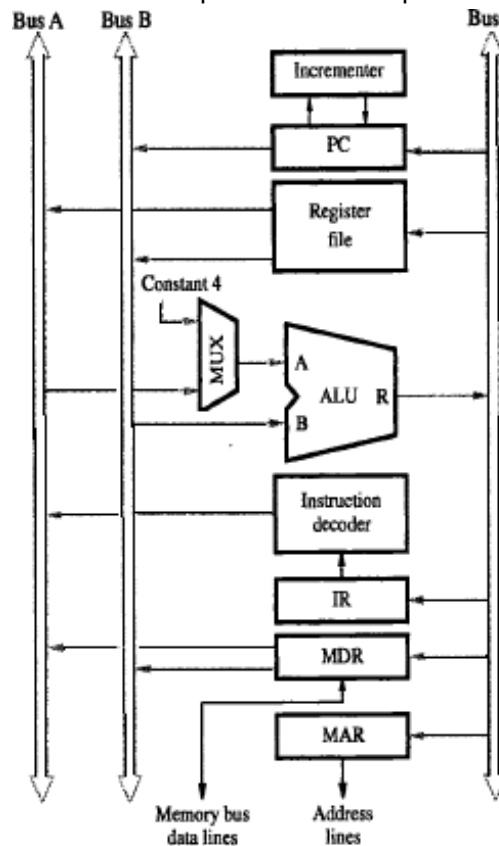 Bus A
Bus B
Bus
Incrementer
PC
Register
file
Constant 4
MUX
A
ALU
R
B
Instruction
decoder
IR
MDR
MAR
Memory bus
data lines
Address
lines